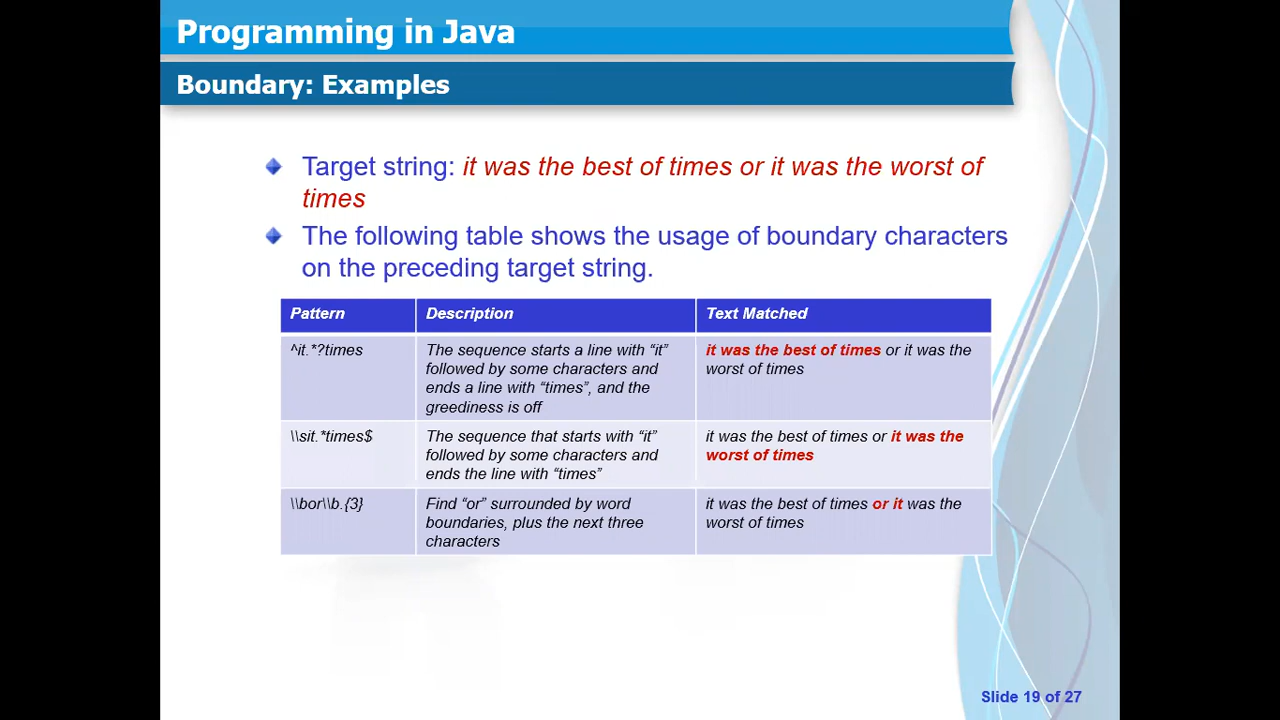 Programming in Java
Boundary: Examples
Target string: it was the best of times or it was the worst of
times
The following table shows the usage of boundary characters
on the preceding target string.
Pattern Description Text Matched
^it.*?times
The sequence starts a line with “it”
followed by some characters and
ends a line with “times”, and the
greediness is off
it was the best of times or it was the
worst of times
\\sit.*times$
The sequence that starts with “it”
followed by some characters and
ends the line with “times”
it was the best of times or it was the
worst of times
\\bor\\b.{3}
Find “or” surrounded by word
boundaries, plus the next three
characters
it was the best of times or it was the
worst of times
Slide 19 of 27